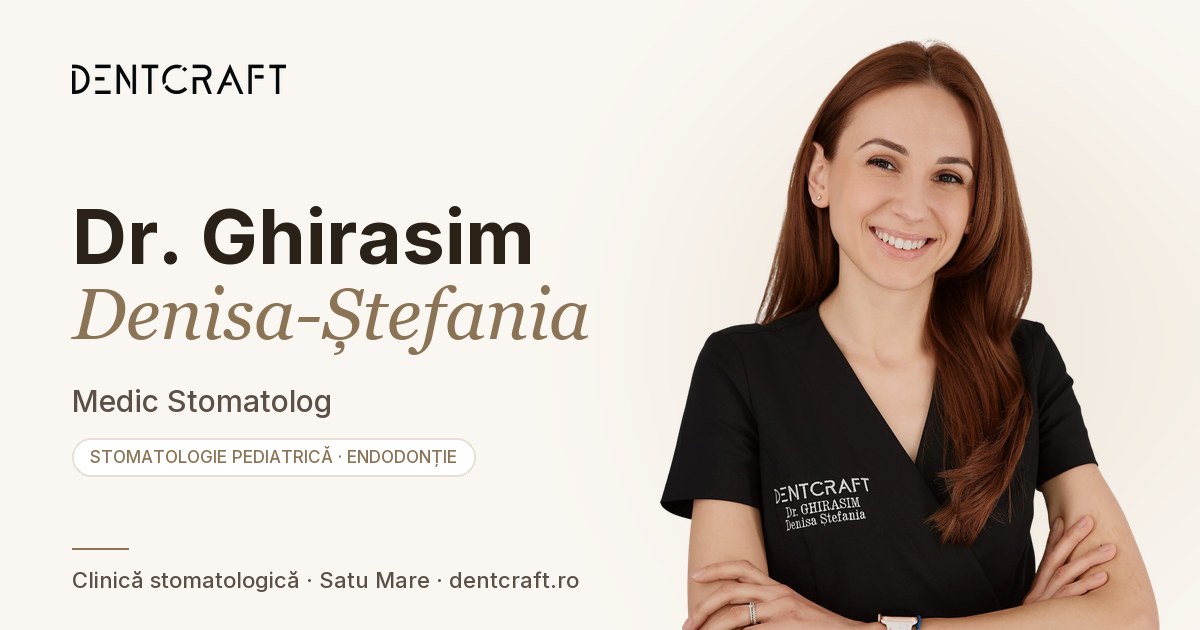 DENTCRAFT
Dr. Ghirasim
Denisa-Ștefania
Medic Stomatolog
STOMATOLOGIE PEDIATRICĂ · ENDODONȚIE
Clinică stomatologică · Satu Mare · dentcraft.ro
DENTCRAFT
Dr. GHIRASIM
Denisa Ștefania